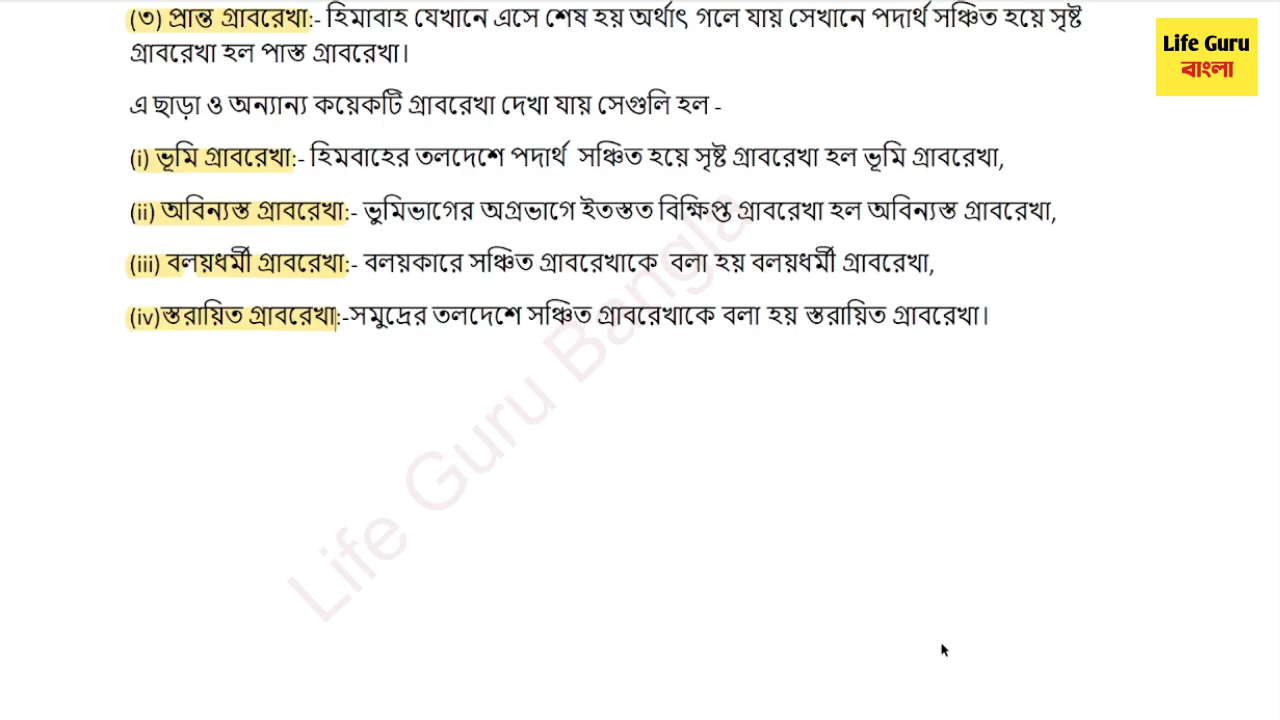 (৩) প্রান্ত গ্রাবরেখা:- হিমাবাহ যেখানে এসে শেষ হয় অর্থাৎ গলে যায় সেখানে পদার্থ সঞ্চিত হয়ে সৃষ্ট
গ্রাবরেখা হল পাস্ত গ্রাবরেখা।
এ ছাড়া ও অন্যান্য কয়েকটি গ্রাবরেখা দেখা যায় সেগুলি হল -
(i) ভূমি গ্রাবরেখা:- হিমবাহের তলদেশে পদার্থ সঞ্চিত হয়ে সৃষ্ট গ্রাবরেখা হল ভূমি গ্রাবরেখা,
(ii) অবিন্যস্ত গ্রাবরেখা:- ভুমিভাগের অগ্রভাগে ইতস্তত বিক্ষিপ্ত গ্রাবরেখা হল অবিন্যস্ত গ্রাবরেখা,
(iii) বলয়ধর্মী গ্রাবরেখা:- বলয়কারে সঞ্চিত গ্রাবরেখাকে বলা হয় বলয়ধর্মী গ্রাবরেখা,
(iv)স্তরায়িত গ্রাবরেখা:-সমুদ্রের তলদেশে সঞ্চিত গ্রাবরেখাকে বলা হয় স্তরায়িত গ্রাবরেখা।
Life Guru
বাংলা
Life Guru Bangla